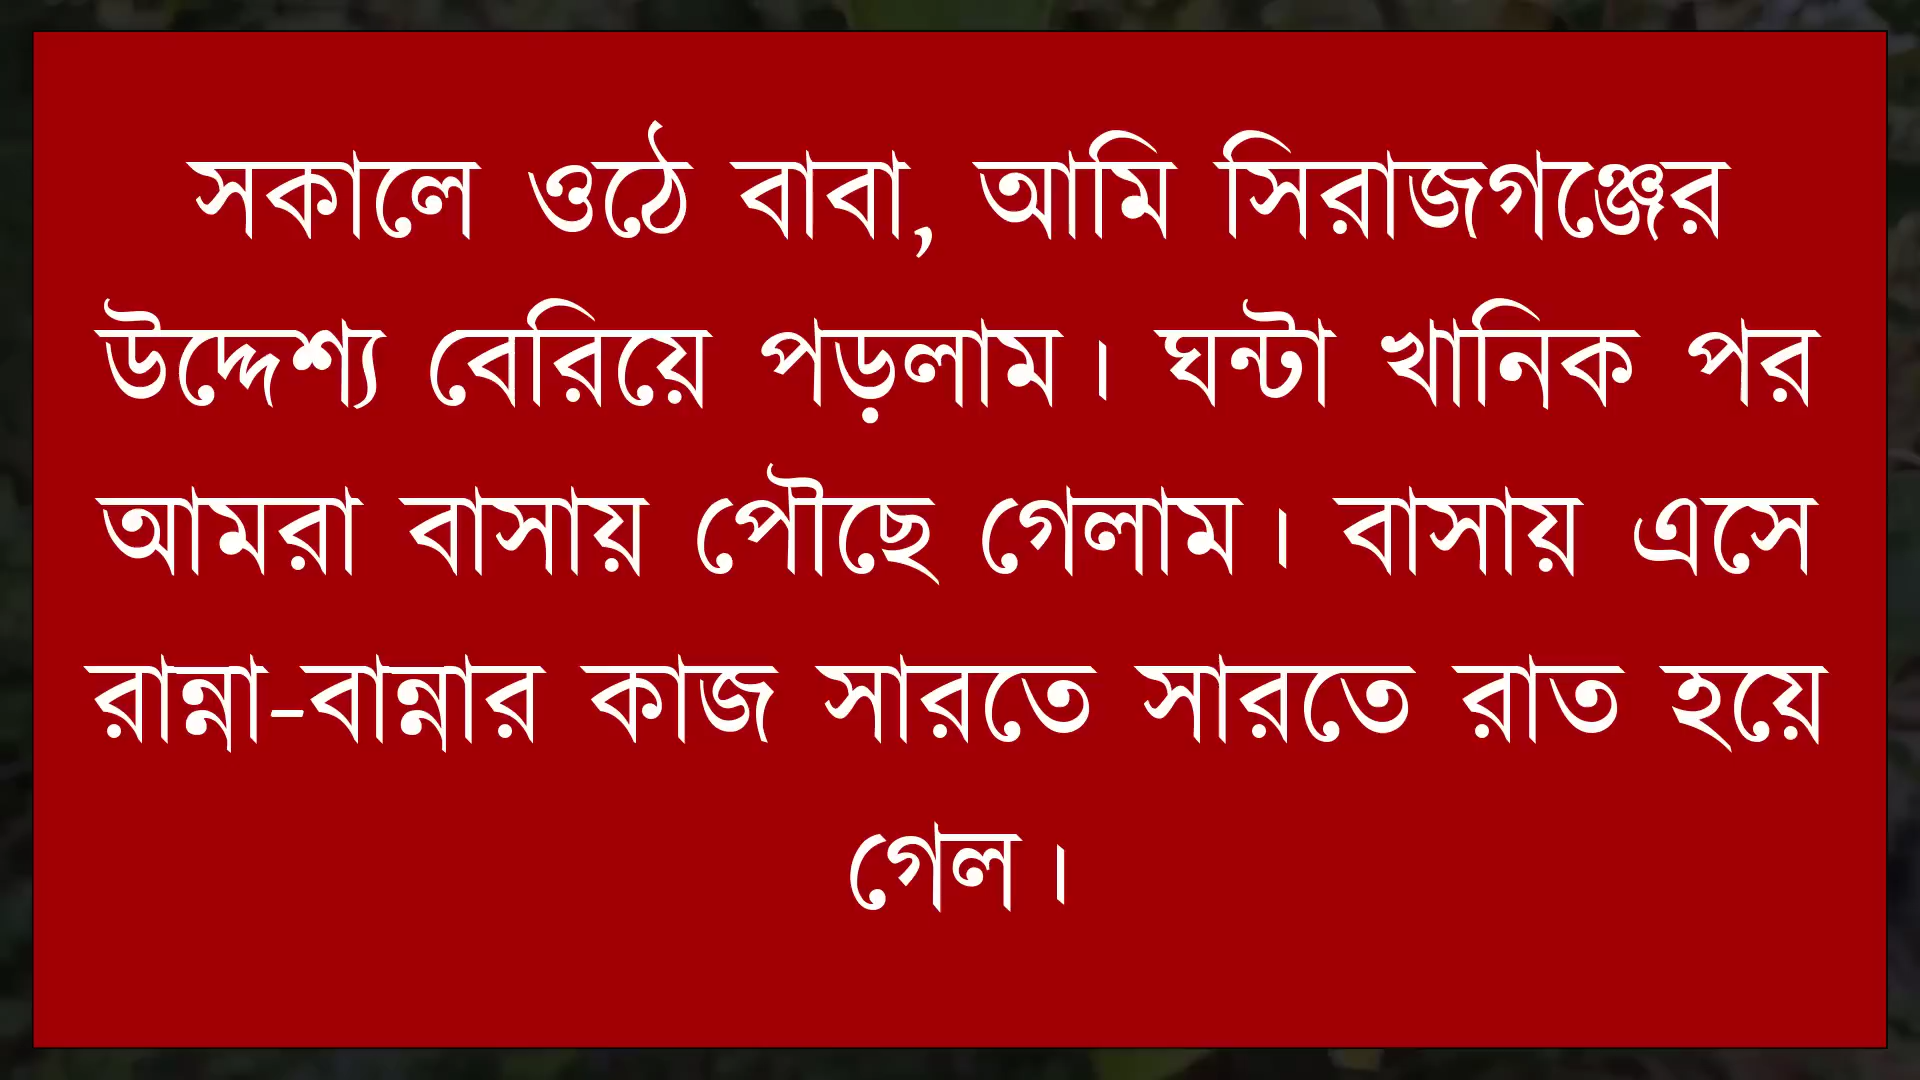 সকালে ওঠে বাবা, আমি সিরাজগঞ্জের
উদ্দেশ্য বেরিয়ে পড়লাম। ঘন্টা খানিক পর
আমরা বাসায় পৌছে গেলাম। বাসায় এসে
রান্না-বান্নার কাজ সারতে সারতে রাত হয়ে
গেল।